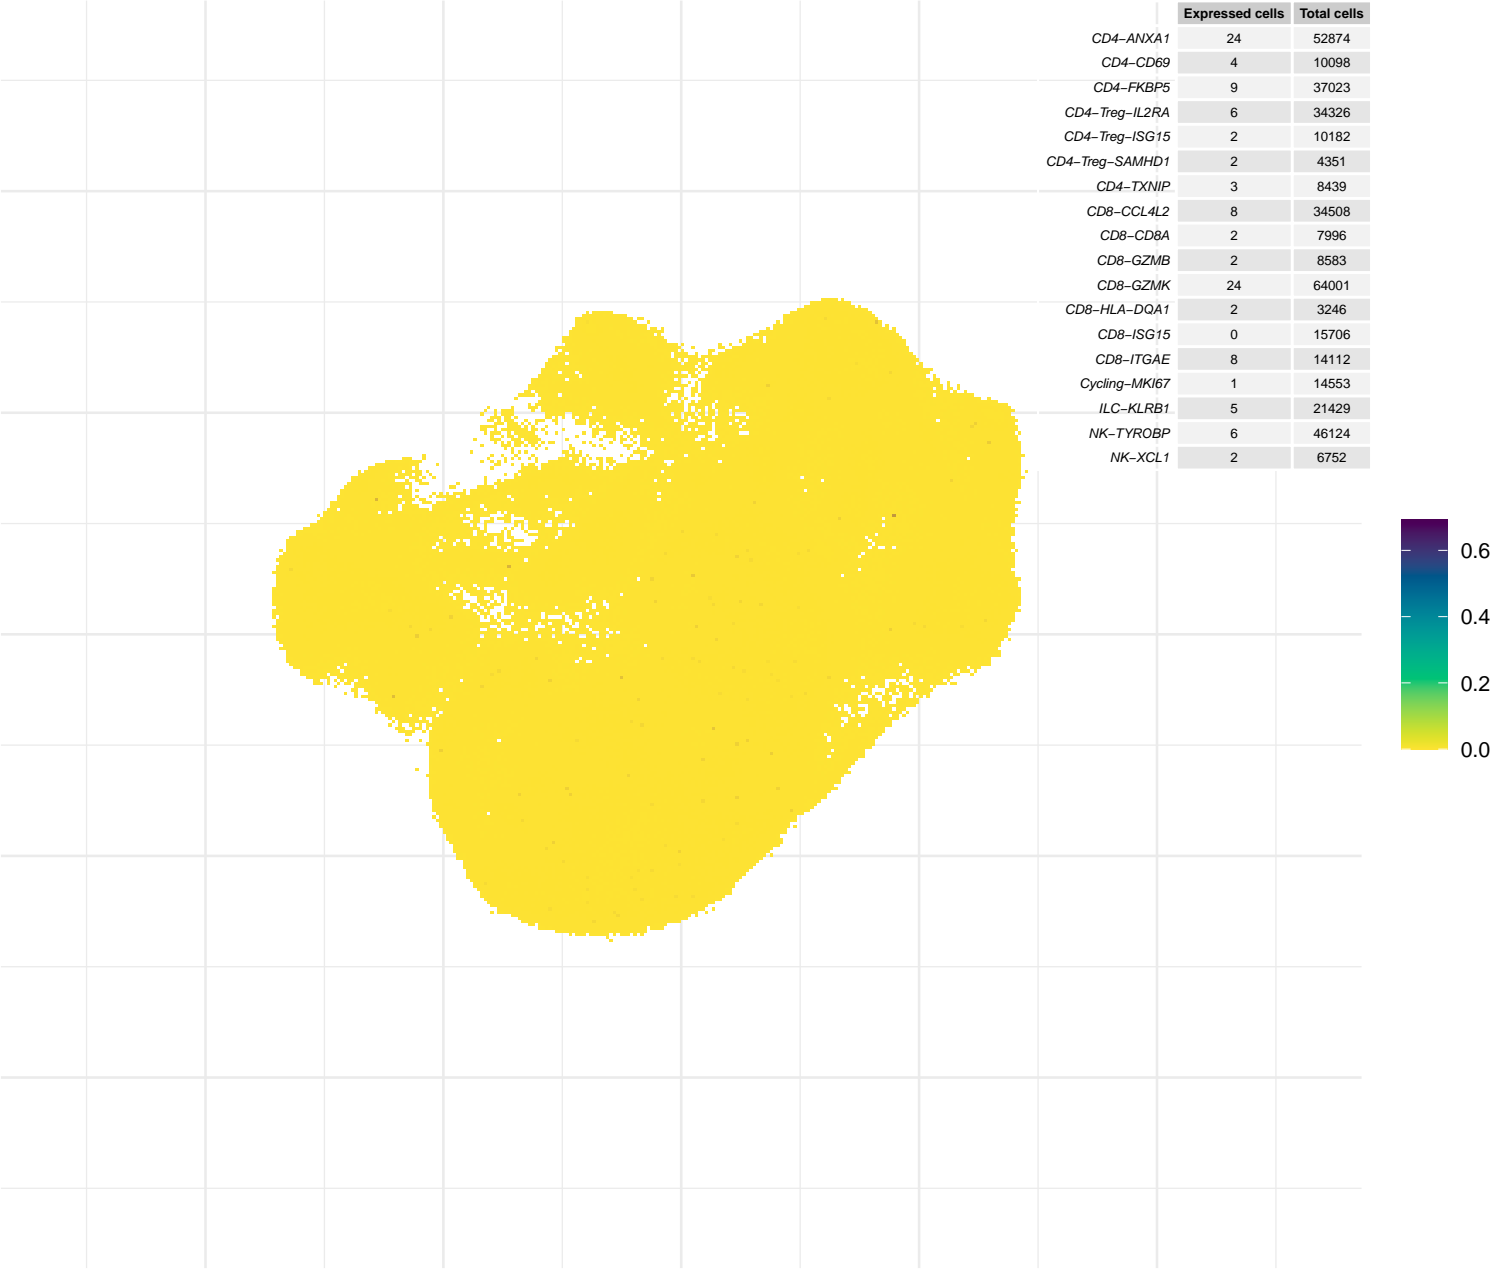 Expressed cells Total cells
CD4−ANXA1 24 52874
CD4−CD69 4 10098
CD4−FKBP5 9 37023
CD4−Treg−IL2RA 6 34326
CD4−Treg−ISG15 2 10182
CD4−Treg−SAMHD1 2 4351
CD4−TXNIP 3 8439
CD8−CCL4L2 8 34508
CD8−CD8A 2 7996
CD8−GZMB 2 8583
CD8−GZMK 24 64001
CD8−HLA−DQA1 2 3246
CD8−ISG15 0 15706
CD8−ITGAE 8 14112
Cycling−MKI67 1 14553
ILC−KLRB1 5 21429
NK−TYROBP 6 46124
NK−XCL1 2 6752
0.6
0.4
0.2
0.0